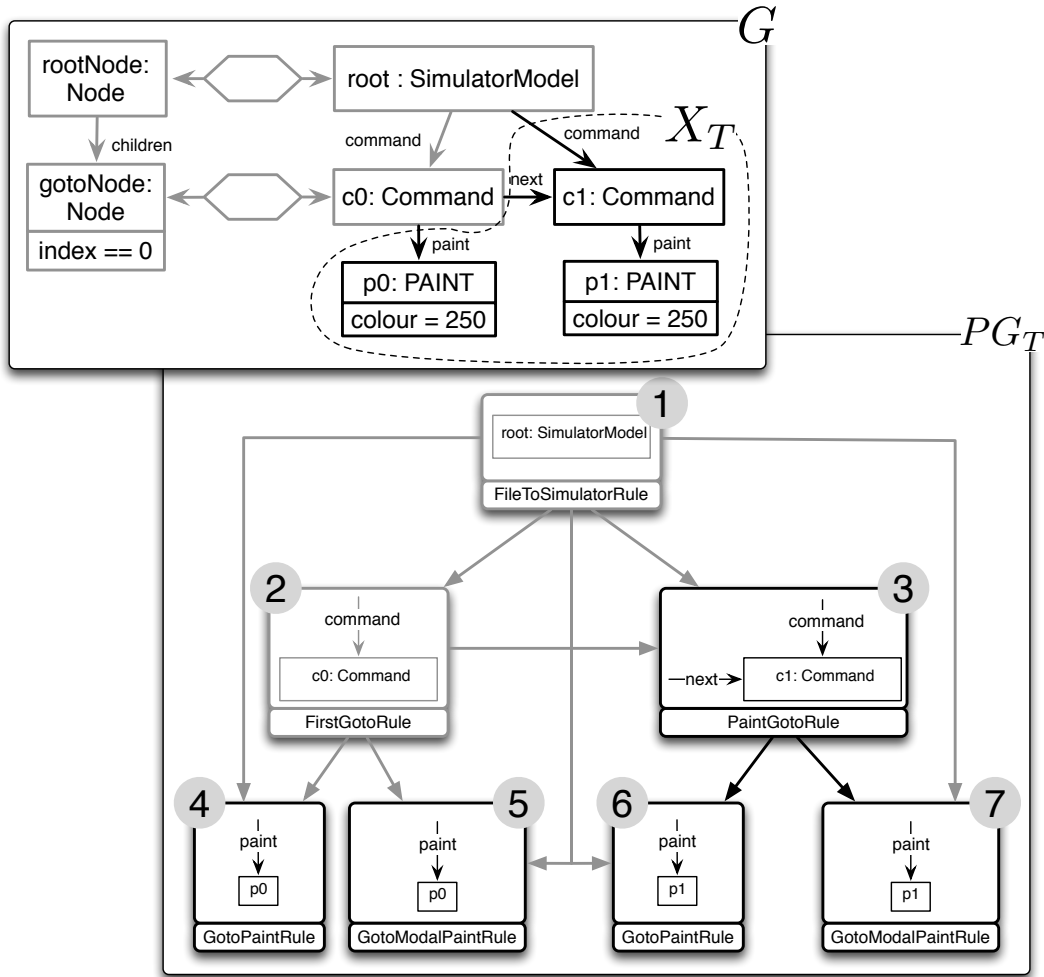 G
rootNode:
Node
root : SimulatorModel
children
command
command
X_T
gotoNode:
Node
index == 0
c0: Command
next
c1: Command
paint
paint
p0: PAINT
colour = 250
p1: PAINT
colour = 250
PG_T
1
root: SimulatorModel
FileToSimulatorRule
2
command
c0: Command
FirstGotoRule
3
command
next
c1: Command
PaintGotoRule
4
paint
p0
GotoPaintRule
5
paint
p0
GotoModalPaintRule
6
paint
p1
GotoPaintRule
7
paint
p1
GotoModalPaintRule